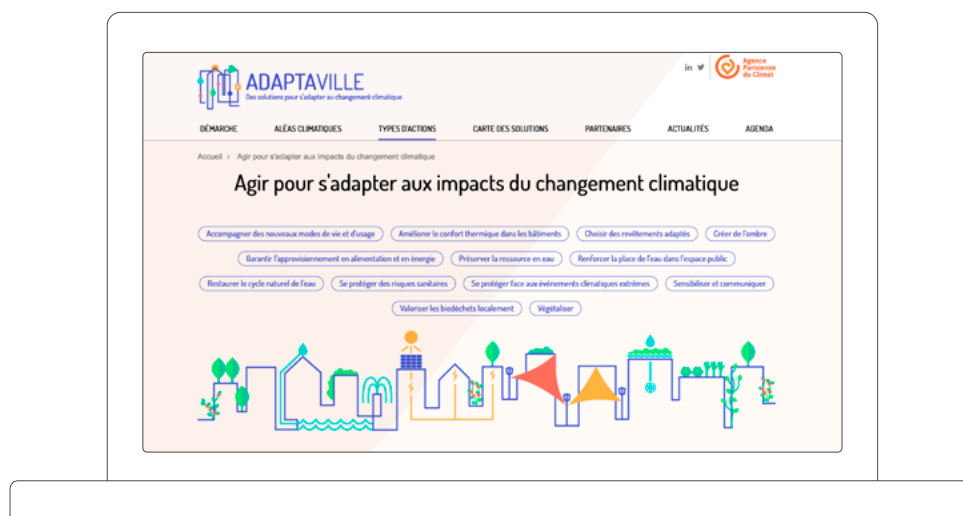 ADAPTAVILLE
Des solutions pour s'adapter au changement climatique
in
Agence
Parisienne
du Climat
DÉMARCHE ALÉAS CLIMATIQUES TYPES D'ACTIONS CARTE DES SOLUTIONS PARTENAIRES ACTUALITÉS AGENDA
Accueil › Agir pour s'adapter aux impacts du changement climatique
Agir pour s'adapter aux impacts du changement climatique
Accompagner des nouveaux modes de vie et d'usage Améliorer le confort thermique dans les bâtiments Choisir des revêtements adaptés Créer de l'ombre
Garantir l'approvisionnement en alimentation et en énergie Préserver la ressource en eau Renforcer la place de l'eau dans l'espace public
Restaurer le cycle naturel de l'eau Se protéger des risques sanitaires Se protéger face aux événements climatiques extrêmes Sensibiliser et communiquer
Valoriser les biodéchets localement Végétaliser